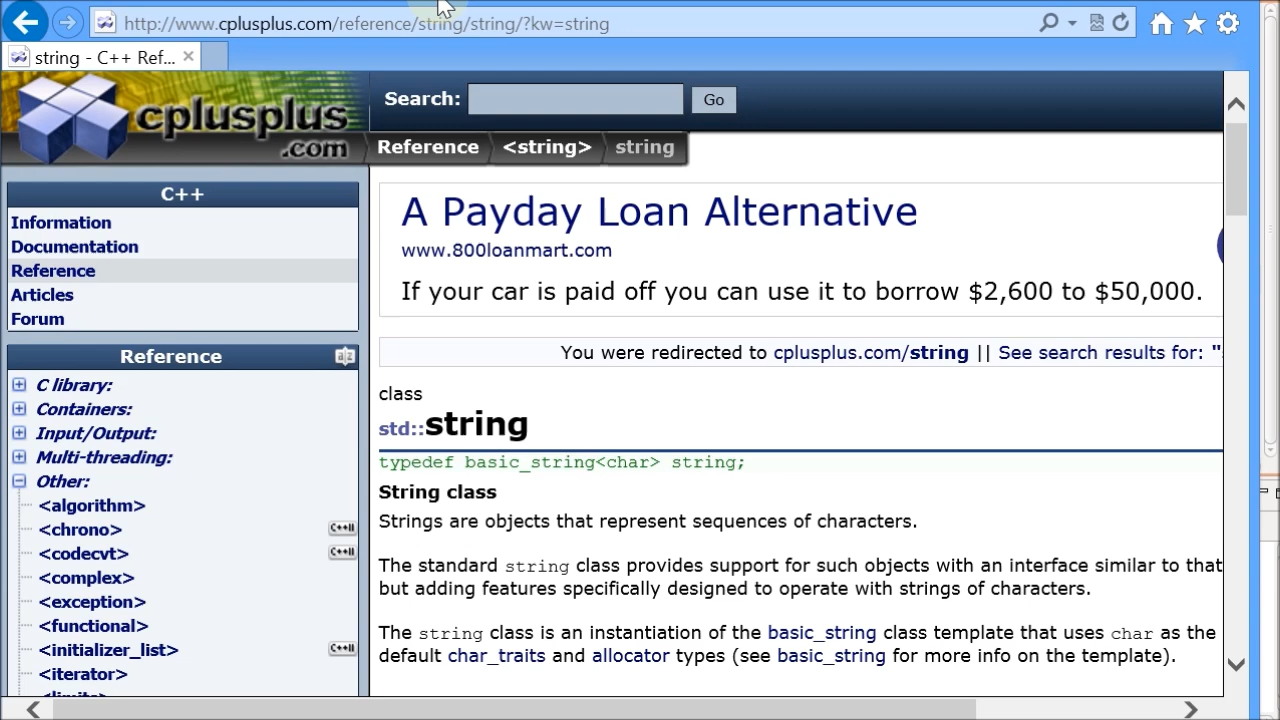 http://www.cplusplus.com/reference/string/string/?kw=string
string - C++ Ref...
cplusplus
.com
Search:
Go
Reference
<string>
string
C++
Information
Documentation
Reference
Articles
Forum
Reference
C library:
Containers:
Input/Output:
Multi-threading:
Other:
<algorithm>
<chrono>
C++11
<codecvt>
C++11
<complex>
<exception>
<functional>
<initializer_list>
C++11
<iterator>
A Payday Loan Alternative
www.800loanmart.com
If your car is paid off you can use it to borrow $2,600 to $50,000.
You were redirected to cplusplus.com/string || See search results for: "
class
std::string
typedef basic_string<char> string;
String class
Strings are objects that represent sequences of characters.
The standard string class provides support for such objects with an interface similar to that
but adding features specifically designed to operate with strings of characters.
The string class is an instantiation of the basic_string class template that uses char as the
default char_traits and allocator types (see basic_string for more info on the template).